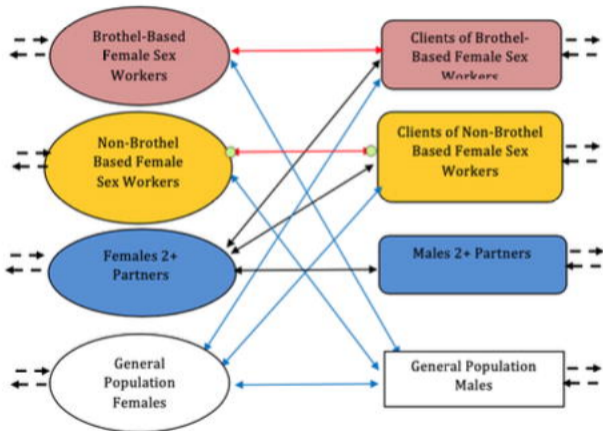 Brothel-Based
Female Sex
Workers
Clients of Brothel-
Based Female Sex
Workers
Non-Brothel
Based Female
Sex Workers
Clients of Non-Brothel
Based Female Sex
Workers
Females 2+
Partners
Males 2+ Partners
General
Population
Females
General Population
Males